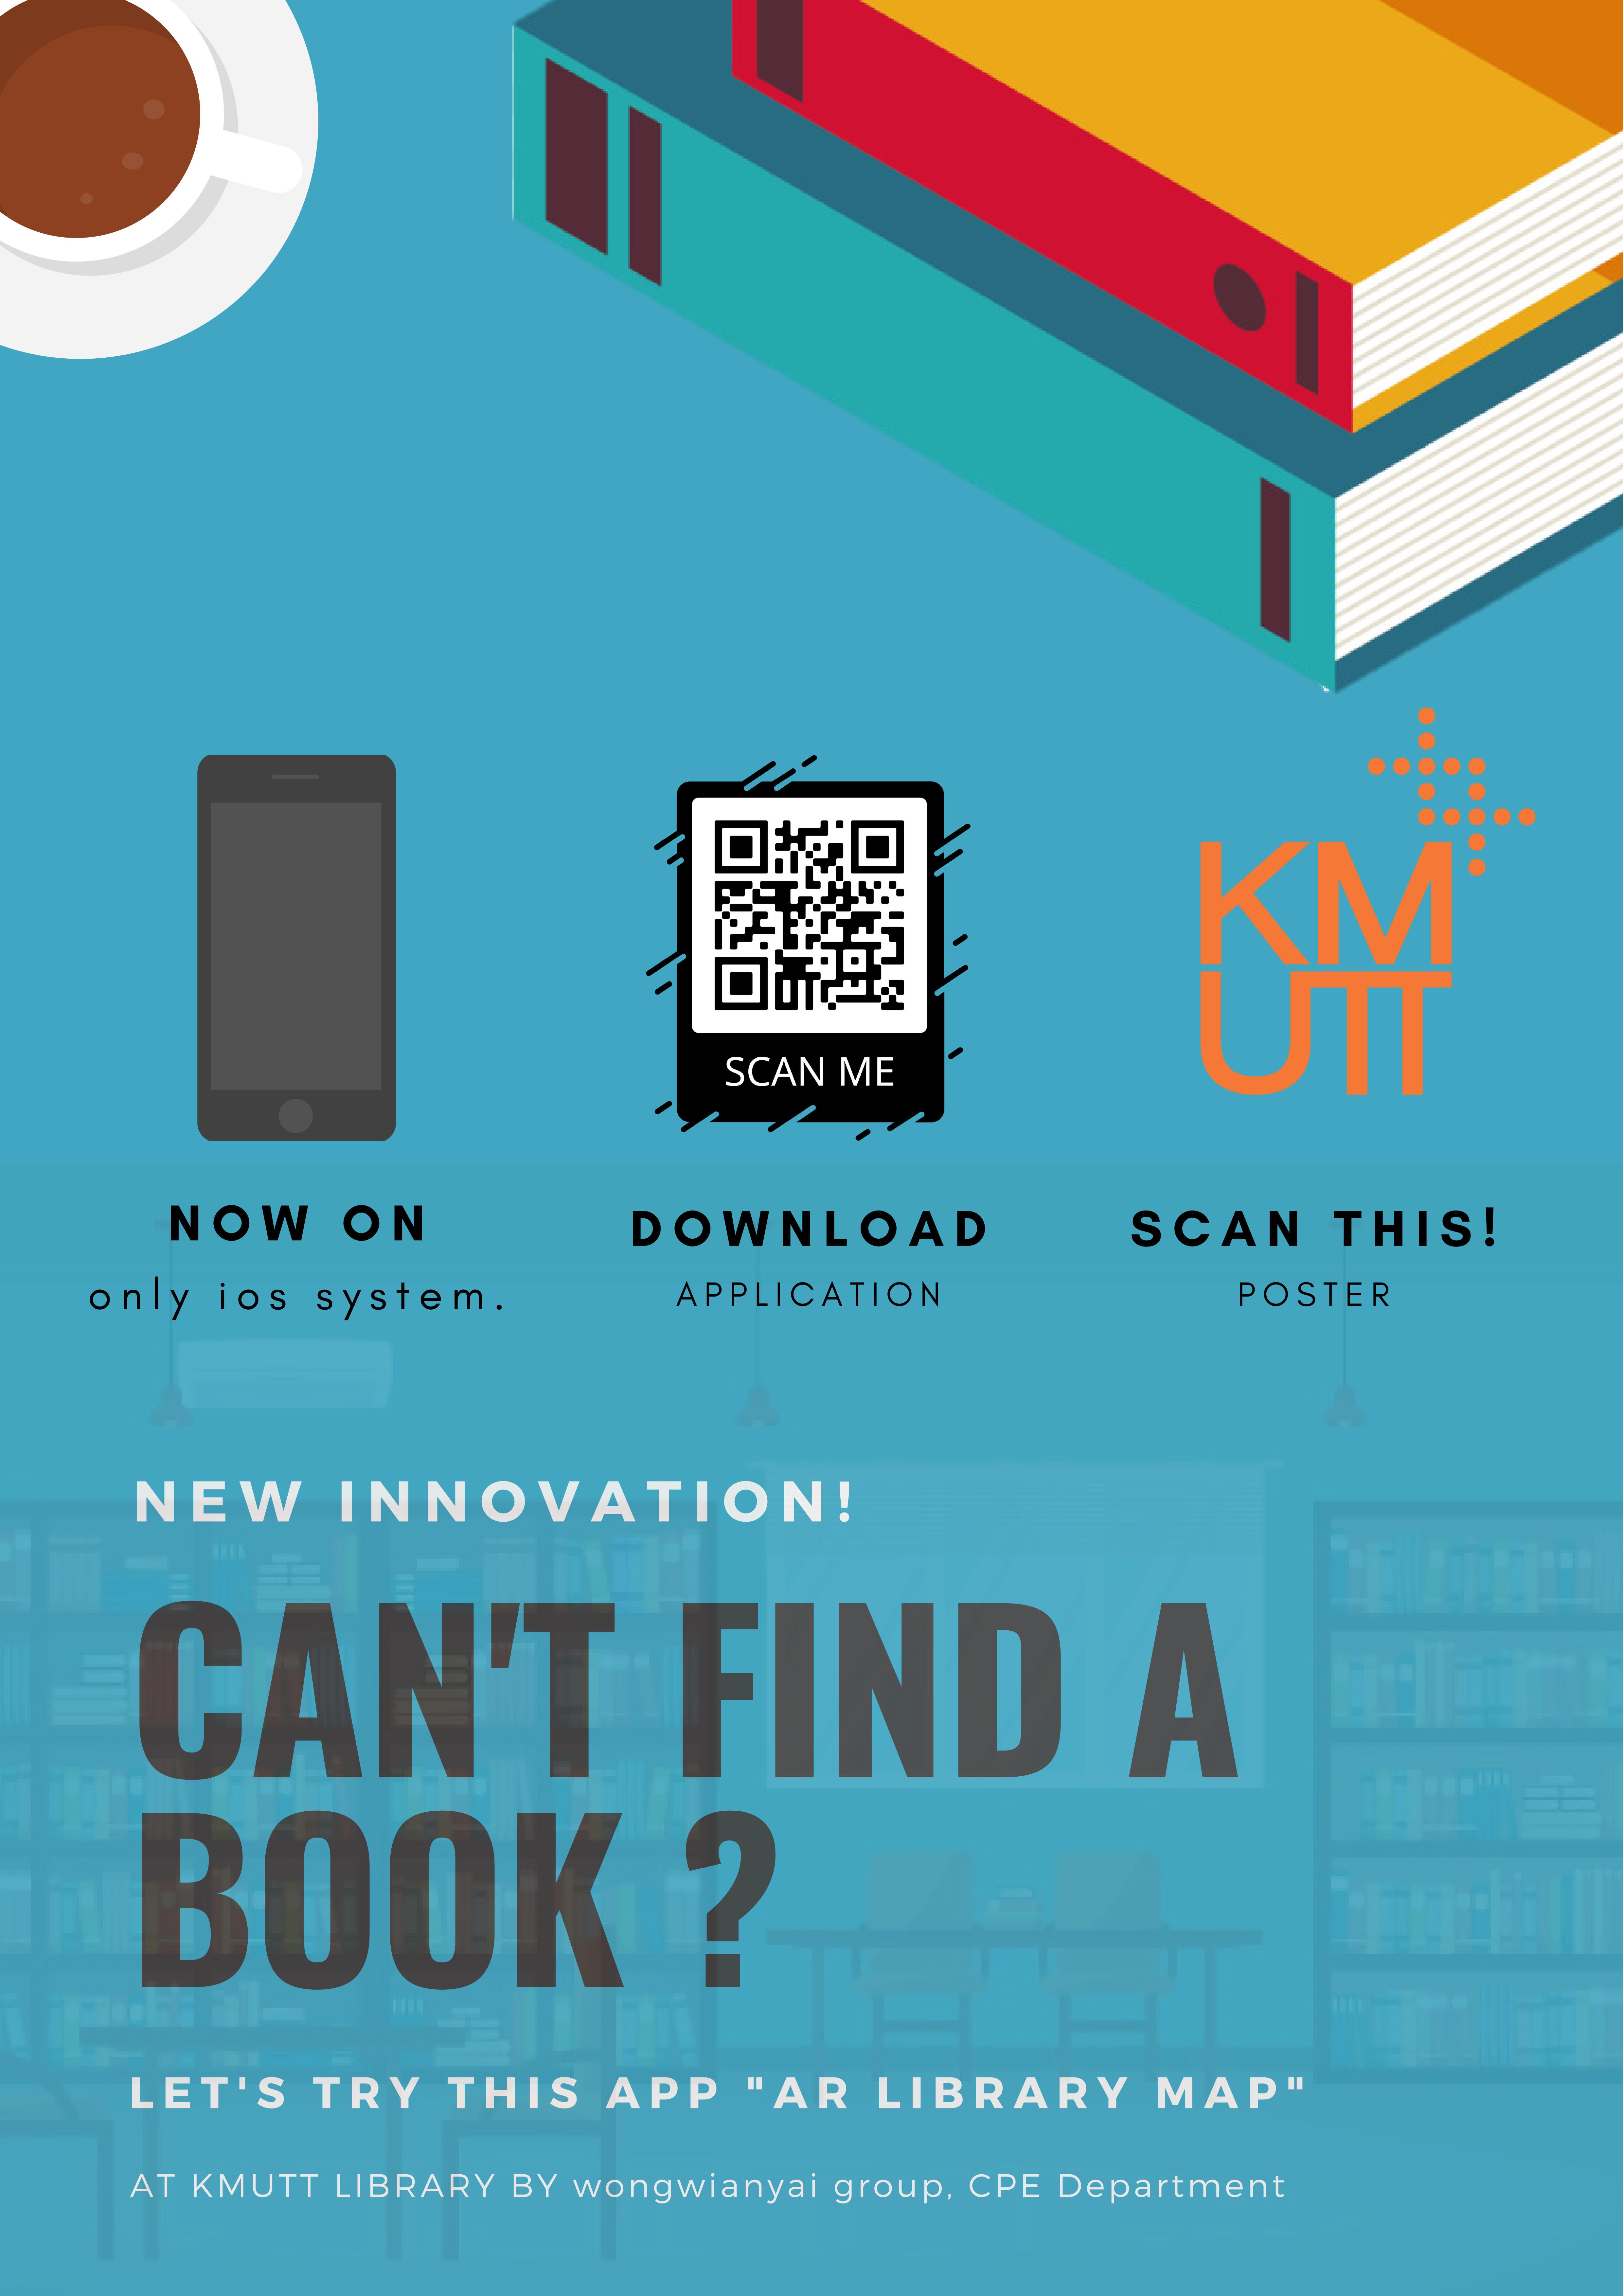 KM
UTT
SCAN ME
NOW ON
only ios system.
DOWNLOAD
APPLICATION
SCAN THIS!
POSTER
NEW INNOVATION!
CAN'T FIND A
BOOK ?
LET'S TRY THIS APP "AR LIBRARY MAP"
AT KMUTT LIBRARY BY wongwianyai group, CPE Department